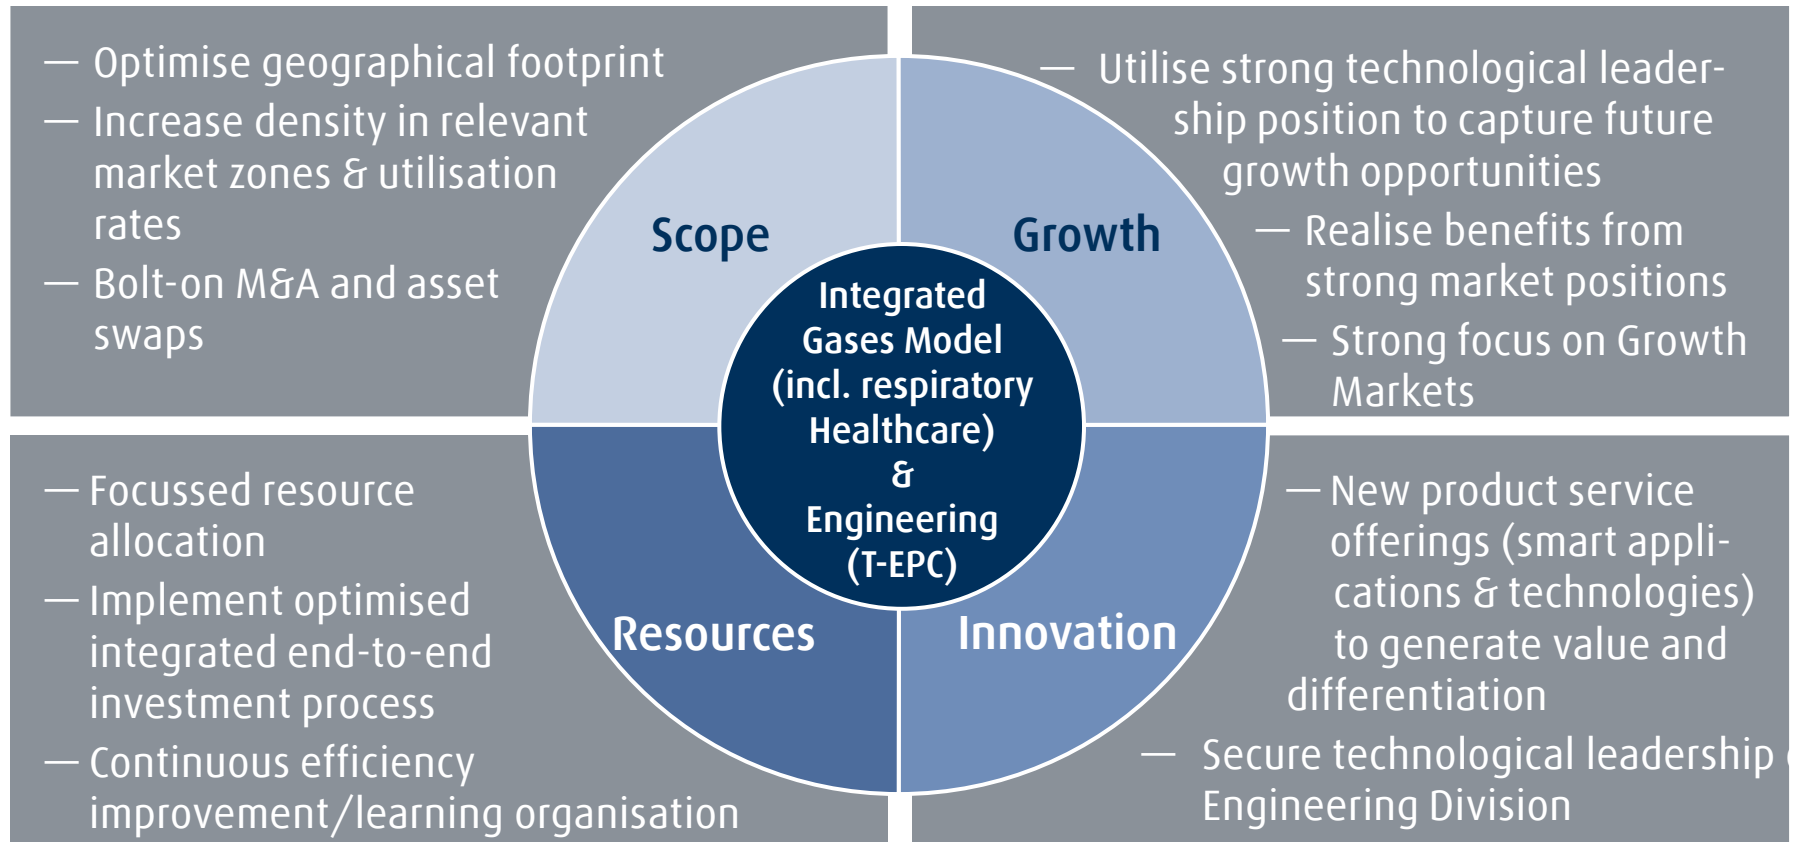 — Optimise geographical footprint
— Increase density in relevant
market zones & utilisation
rates
— Bolt-on M&A and asset
swaps
Scope
— Utilise strong technological leader-
ship position to capture future
growth opportunities
— Realise benefits from
strong market positions
— Strong focus on Growth
Markets
Growth
Integrated
Gases Model
(incl. respiratory
Healthcare)
&
Engineering
(T-EPC)
— Focussed resource
allocation
— Implement optimised
integrated end-to-end
investment process
— Continuous efficiency
improvement/learning organisation
Resources
Innovation
— New product service
offerings (smart appli-
cations & technologies)
to generate value and
differentiation
— Secure technological leadership
Engineering Division